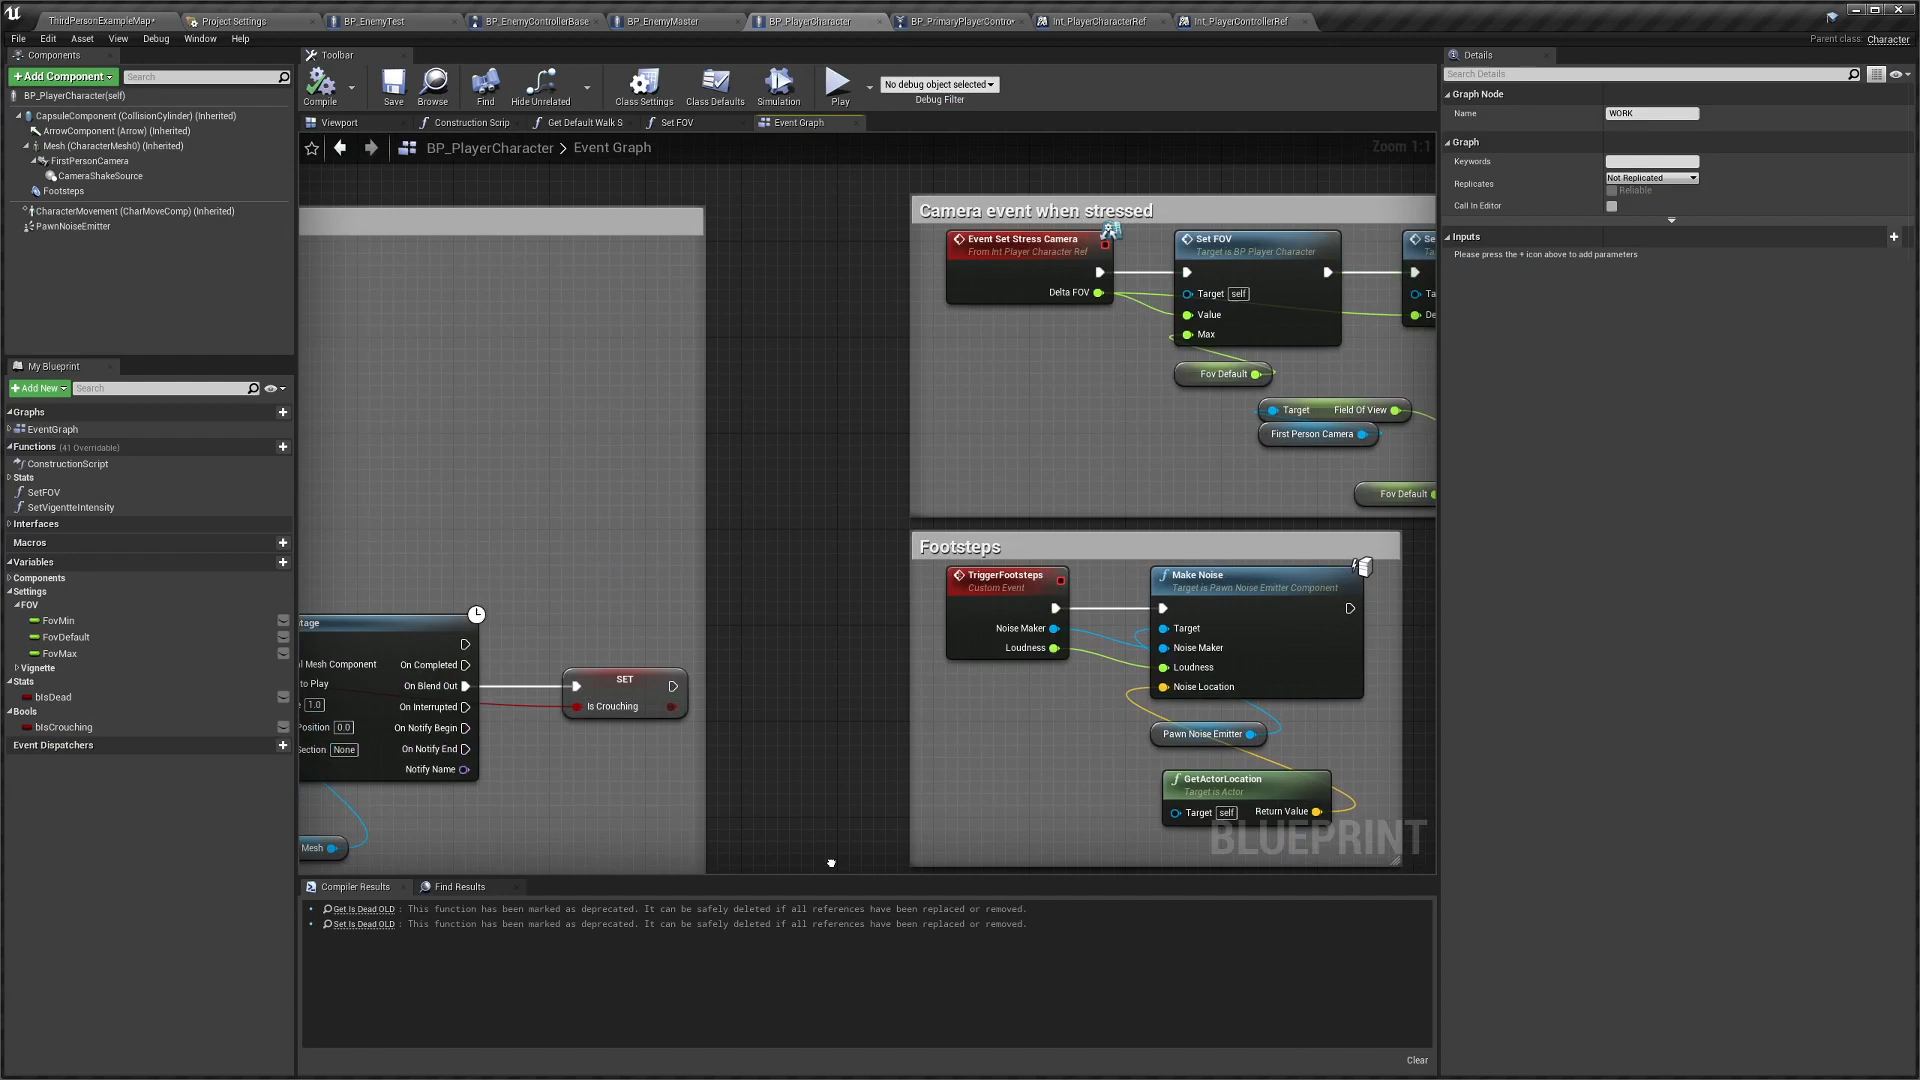 ThirdPersonExampleMap*
Project Settings
BP_EnemyTest
BP_EnemyControllerBase
BP_EnemyMaster
BP_PlayerCharacter
BP_PrimaryPlayerContro
Int_PlayerCharacterRef
Int_PlayerControllerRef
File Edit Asset View Debug Window Help
Parent class: Character
Components
+Add Component
Search
BP_PlayerCharacter(self)
CapsuleComponent (CollisionCylinder) (Inherited)
ArrowComponent (Arrow) (Inherited)
Mesh (CharacterMesh0) (Inherited)
FirstPersonCamera
CameraShakeSource
Footsteps
CharacterMovement (CharMoveComp) (Inherited)
PawnNoiseEmitter
My Blueprint
+Add New
Search
Graphs
EventGraph
Functions (41 Overridable)
ConstructionScript
Stats
SetFOV
SetVigentteIntensity
Interfaces
Macros
Variables
Components
Settings
FOV
FovMin
FovDefault
FovMax
Vignette
Stats
bIsDead
Bools
bIsCrouching
Event Dispatchers
Toolbar
Compile
Save
Browse
Find
Hide Unrelated
Class Settings
Class Defaults
Simulation
Play
No debug object selected
Debug Filter
Viewport
Construction Scrip
Get Default Walk S
Set FOV
Event Graph
BP_PlayerCharacter > Event Graph
Zoom 1:1
Camera event when stressed
Event Set Stress Camera
From Int Player Character Ref
Delta FOV
Set FOV
Target is BP Player Character
Target self
Value
Max
Se
Ta
Ta
De
Fov Default
Target Field Of View
First Person Camera
Fov Default
Footsteps
TriggerFootsteps
Custom Event
Noise Maker
Loudness
Make Noise
Target is Pawn Noise Emitter Component
Target
Noise Maker
Loudness
Noise Location
Pawn Noise Emitter
GetActorLocation
Target is Actor
Target self
Return Value
BLUEPRINT
tage
l Mesh Component
On Completed
to Play
On Blend Out
e 1.0
On Interrupted
Position 0.0
On Notify Begin
Section None
On Notify End
Notify Name
Mesh
SET
Is Crouching
Compiler Results
Find Results
Get Is Dead OLD : This function has been marked as deprecated. It can be safely deleted if all references have been replaced or removed.
Set Is Dead OLD : This function has been marked as deprecated. It can be safely deleted if all references have been replaced or removed.
Clear
Details
Search Details
Graph Node
Name WORK
Graph
Keywords
Replicates Not Replicated
Reliable
Call In Editor
Inputs
Please press the + icon above to add parameters